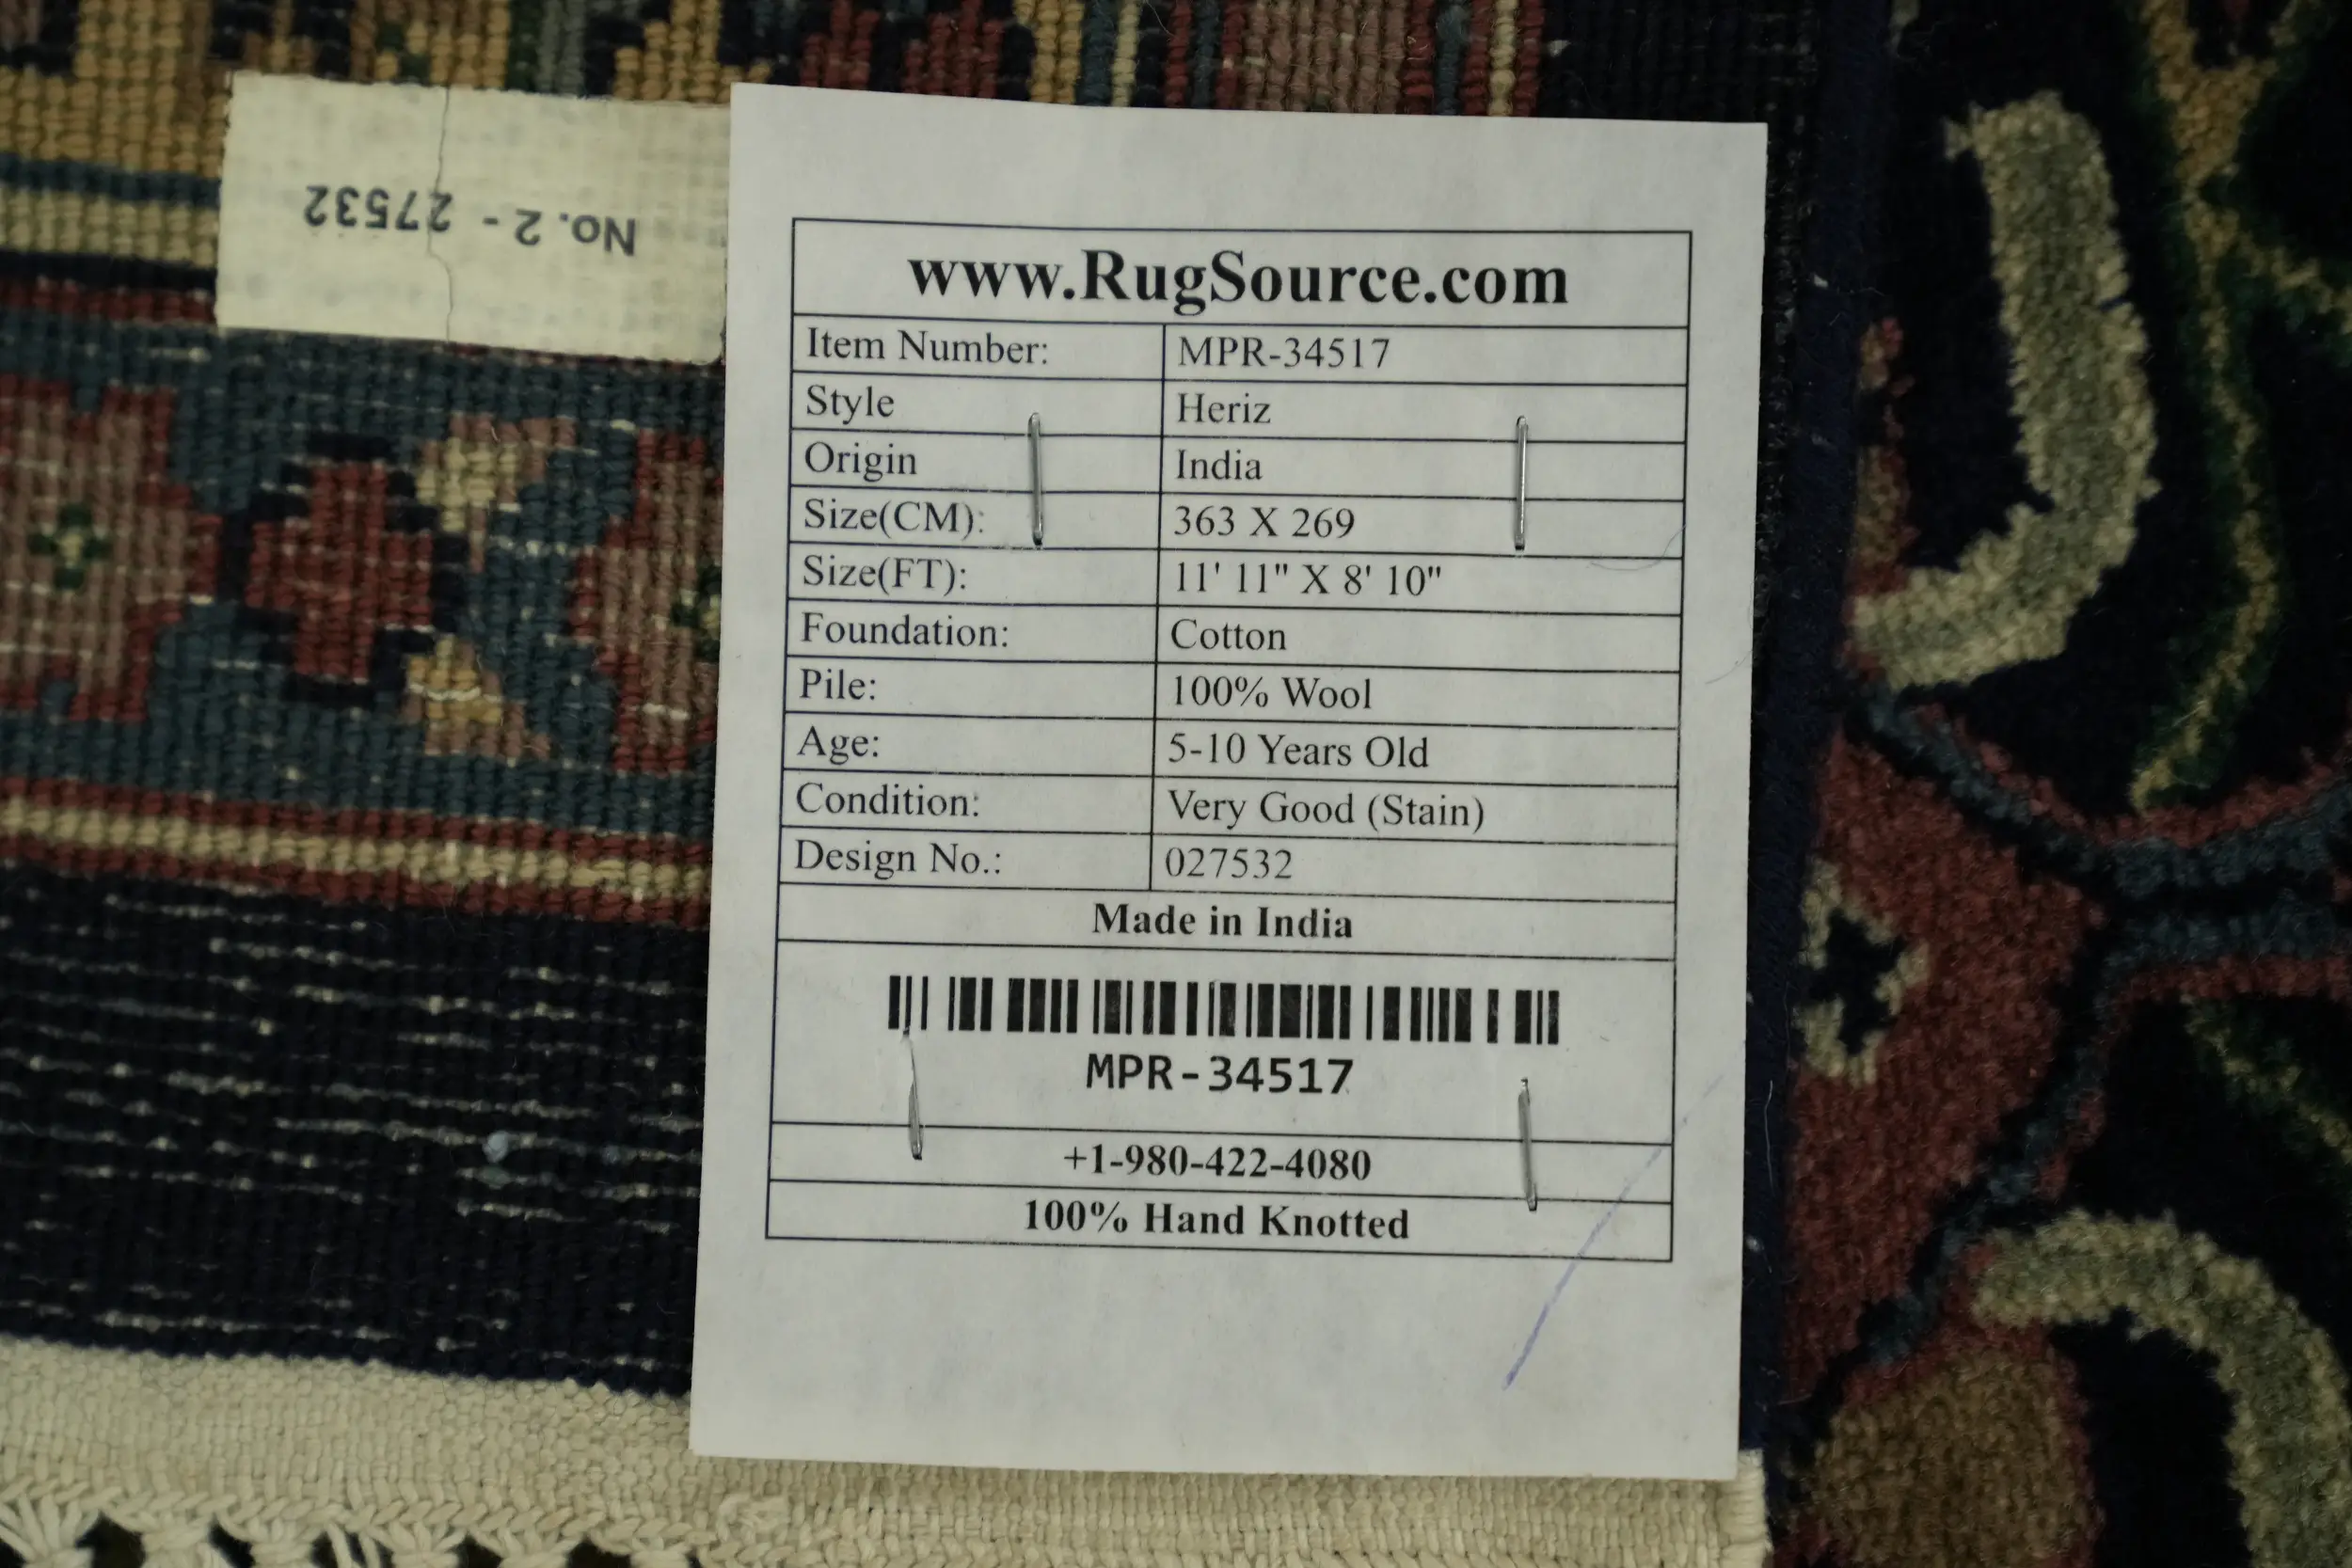 No. 2 - 27532
www.RugSource.com
Item Number: MPR-34517
Style Heriz
Origin India
Size(CM): 363 X 269
Size(FT): 11' 11" X 8' 10"
Foundation: Cotton
Pile: 100% Wool
Age: 5-10 Years Old
Condition: Very Good (Stain)
Design No.: 027532
Made in India
MPR-34517
+1-980-422-4080
100% Hand Knotted